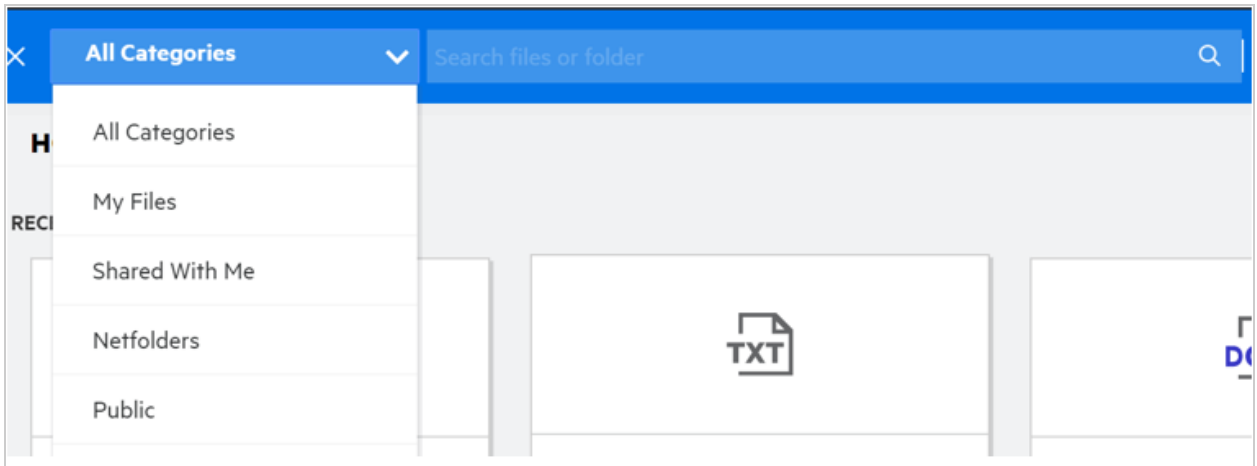 All Categories
Search files or folder
All Categories
My Files
Shared With Me
Netfolders
Public
TXT